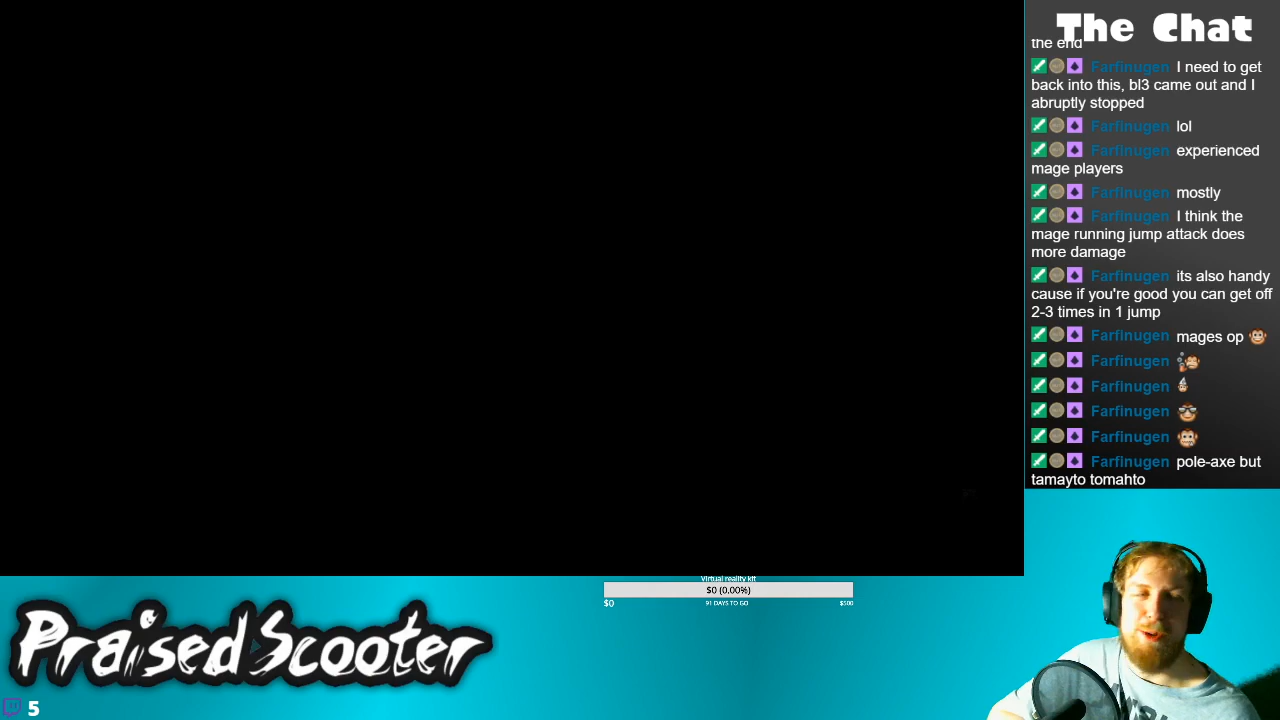 The Chat
the end
Farfinugen I need to get
back into this, bl3 came out and I
abruptly stopped
Farfinugen lol
Farfinugen experienced
mage players
Farfinugen mostly
Farfinugen I think the
mage running jump attack does
more damage
Farfinugen its also handy
cause if you're good you can get off
2-3 times in 1 jump
Farfinugen mages op
Farfinugen
Farfinugen
Farfinugen
Farfinugen
Farfinugen pole-axe but
tamayto tomahto
Virtual reality kit
$0 (0.00%)
$0 91 DAYS TO GO $500
PraisedScooter
5